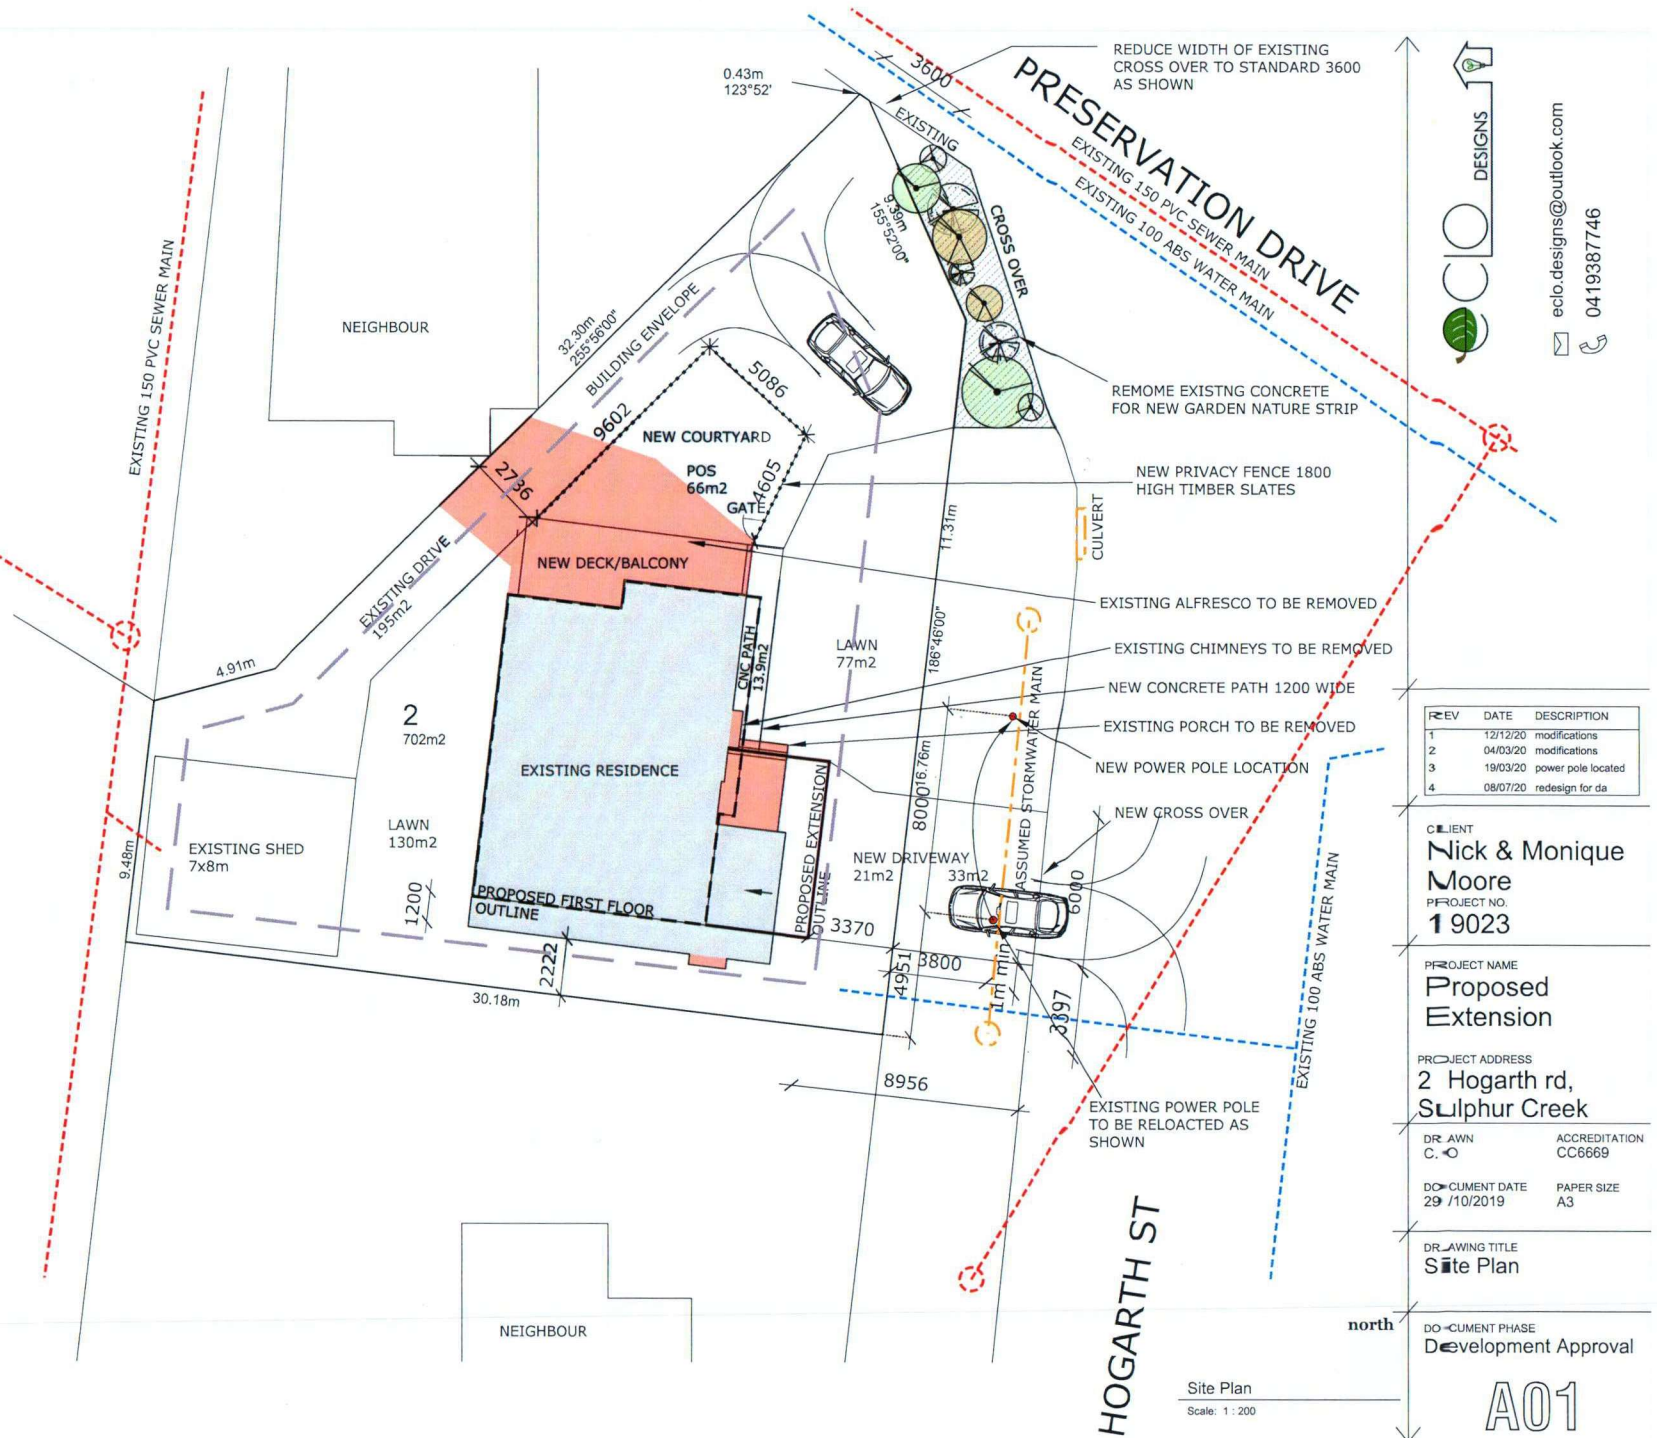 0.43m
123°52'
3600
REDUCE WIDTH OF EXISTING
CROSS OVER TO STANDARD 3600
AS SHOWN
PRESERVATION DRIVE
EXISTING 150 PVC SEWER MAIN
EXISTING 100 ABS WATER MAIN
EXISTING
CROSS OVER
9.39m
155°52'00"
EXISTING 150 PVC SEWER MAIN
NEIGHBOUR
32.30m
255°56'00"
BUILDING ENVELOPE
5086
9602
NEW COURTYARD
POS
66m2
4605
GATE
2736
REMOME EXISTNG CONCRETE
FOR NEW GARDEN NATURE STRIP
NEW PRIVACY FENCE 1800
HIGH TIMBER SLATES
CULVERT
11.31m
186°46'00"
NEW DECK/BALCONY
EXISTING DRIVE
195m2
4.91m
EXISTING ALFRESCO TO BE REMOVED
EXISTING CHIMNEYS TO BE REMOVED
NEW CONCRETE PATH 1200 WIDE
EXISTING PORCH TO BE REMOVED
NEW POWER POLE LOCATION
NEW CROSS OVER
LAWN
77m2
CNC PATH
13.9m2
2
702m2
EXISTING RESIDENCE
16.76m
8000
ASSUMED STORMWATER MAIN
PROPOSED EXTENSION
OUTLINE
EXISTING SHED
7x8m
LAWN
130m2
9.48m
1200
PROPOSED FIRST FLOOR
OUTLINE
NEW DRIVEWAY
21m2
33m2
6000
3370
3800
4951
1m min
3397
2222
30.18m
8956
EXISTING 100 ABS WATER MAIN
EXISTING POWER POLE
TO BE RELOACTED AS
SHOWN
HOGARTH ST
NEIGHBOUR
north
Site Plan
Scale: 1 : 200
DESIGNS
eclo.designs@outlook.com
0419387746
REV DATE DESCRIPTION
1 12/12/20 modifications
2 04/03/20 modifications
3 19/03/20 power pole located
4 08/07/20 redesign for da
CLIENT
Nick & Monique
Moore
PROJECT NO.
19023
PROJECT NAME
Proposed
Extension
PROJECT ADDRESS
2 Hogarth rd,
Sulphur Creek
DRAWN ACCREDITATION
C. O CC6669
DOCUMENT DATE PAPER SIZE
29/10/2019 A3
DRAWING TITLE
Site Plan
DOCUMENT PHASE
Development Approval
A01